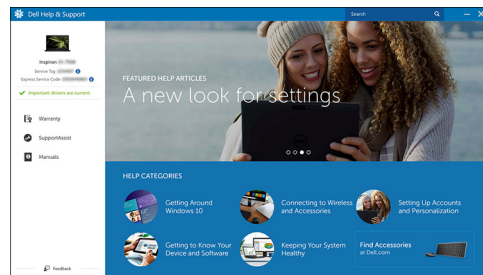 Dell Help & Support
Search
Inspiron
Service Tag
Express Service Code
Important drivers are current
Warranty
SupportAssist
Manuals
Feedback
FEATURED HELP ARTICLES
A new look for settings
HELP CATEGORIES
Getting Around
Windows 10
Connecting to Wireless
and Accessories
Setting Up Accounts
and Personalization
Getting to Know Your
Device and Software
Keeping Your System
Healthy
Find Accessories
at Dell.com